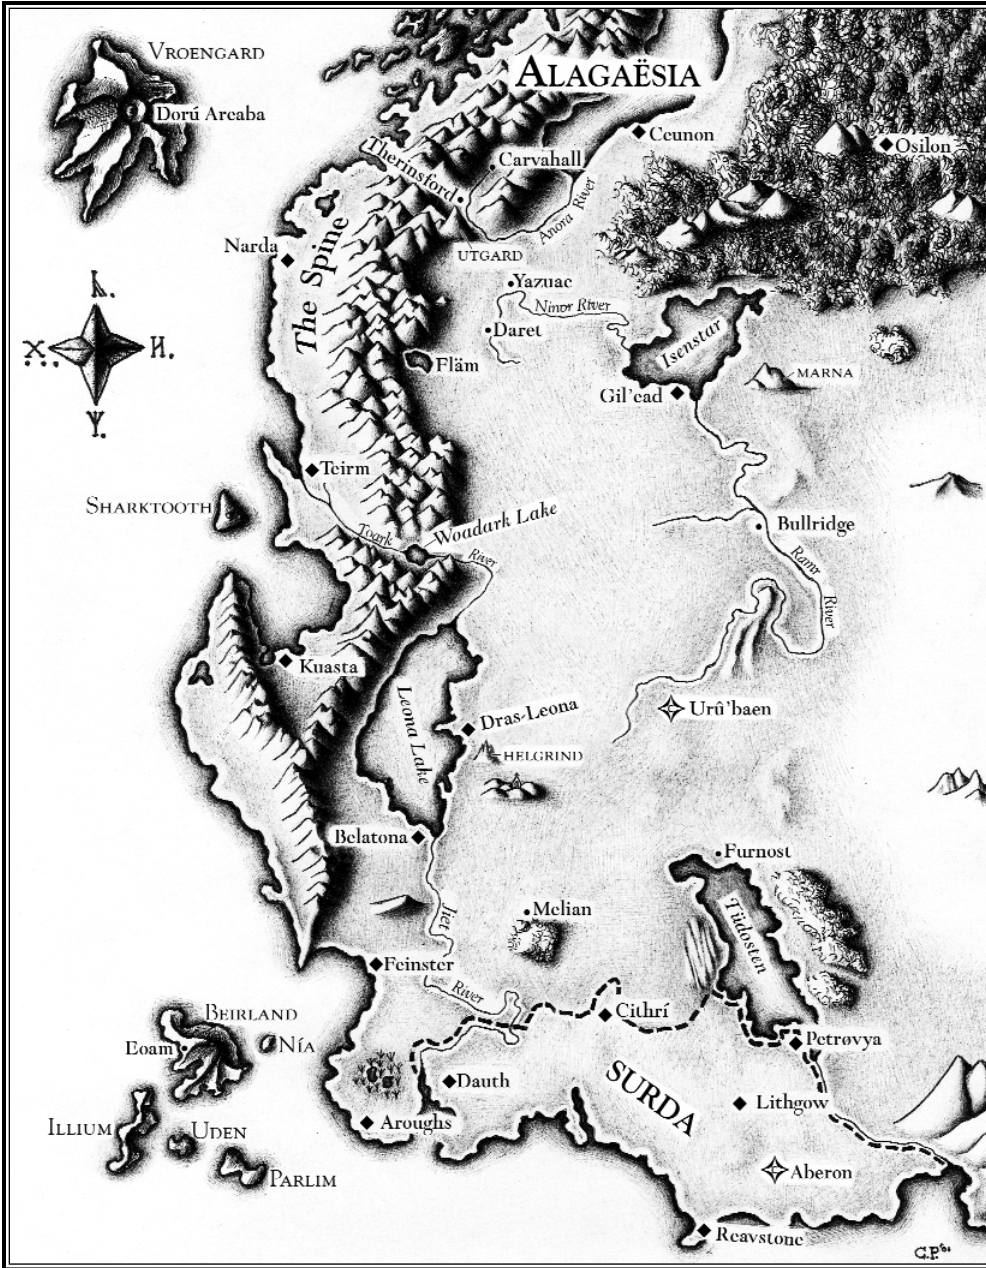 VROENGARD
ALAGAËSIA
Dorú Areaba
Ceunon
Osilon
Therinsford
Carvahall
Anora River
Narda
The Spine
UTGARD
Yazuac
Ninor River
Daret
Isenstar
Fläm
MARNA
Gil'ead
Teirm
SHARKTOOTH
Toark
River
Woadark Lake
Bullridge
Ramr
River
Kuasta
Leona Lake
Dras-Leona
Urû'baen
HELGRIND
Belatona
Furnost
Jiet
River
Melian
Tüdosten
Feinster
BEIRLAND
Eoam
NÍA
Cithrí
Petrøvya
Dauth
SURDA
Lithgow
ILLIUM
UDEN
Aroughs
PARLIM
Aberon
Reavstone
C.P.